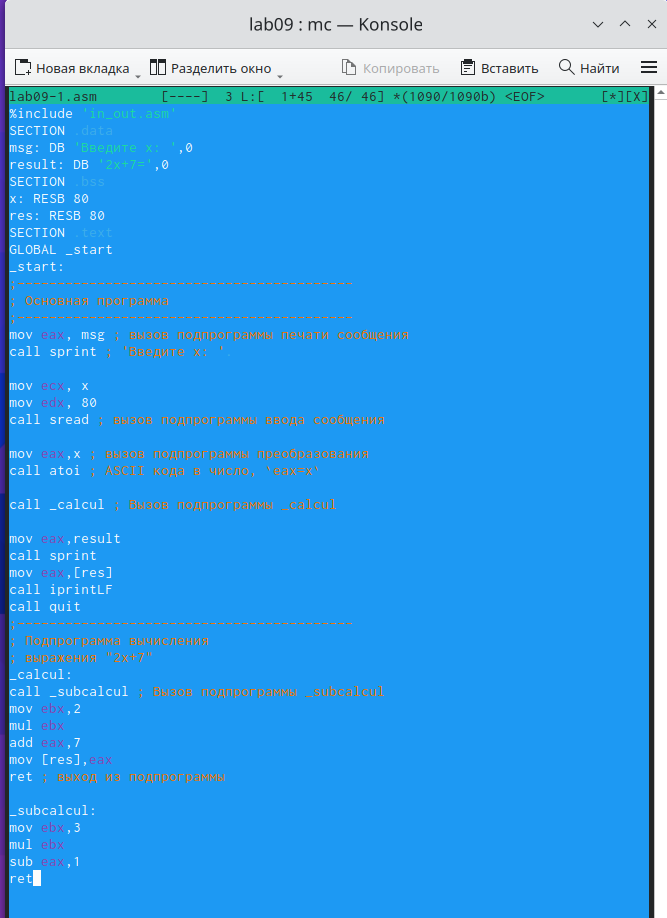 lab09 : mc — Konsole
Новая вкладка Разделить окно Копировать Вставить Найти
lab09-1.asm [----] 3 L:[ 1+45 46/ 46] *(1090/1090b) <EOF> [*][X]
%include 'in_out.asm'
SECTION .data
msg: DB 'Введите x: ',0
result: DB '2x+7=',0
SECTION .bss
x: RESB 80
res: RESB 80
SECTION .text
GLOBAL _start
_start:
;------------------------------------------
; Основная программа
;------------------------------------------
mov eax, msg ; вызов подпрограммы печати сообщения
call sprint ; 'Введите x: '.
mov ecx, x
mov edx, 80
call sread ; вызов подпрограммы ввода сообщения
mov eax,x ; вызов подпрограммы преобразования
call atoi ; ASCII кода в число, `eax=x`
call _calcul ; Вызов подпрограммы _calcul
mov eax,result
call sprint
mov eax,[res]
call iprintLF
call quit
;------------------------------------------
; Подпрограмма вычисления
; выражения "2x+7"
_calcul:
call _subcalcul ; Вызов подпрограммы _subcalcul
mov ebx,2
mul ebx
add eax,7
mov [res],eax
ret ; выход из подпрограммы
_subcalcul:
mov ebx,3
mul ebx
sub eax,1
ret